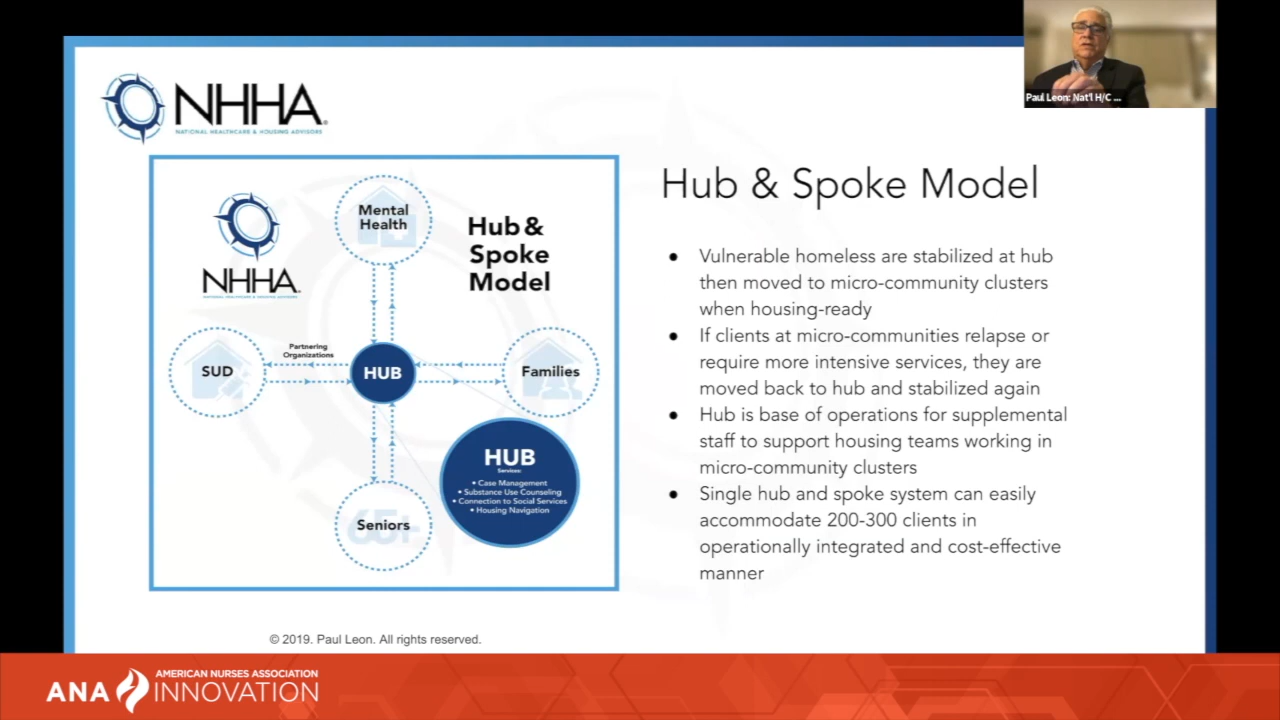 Paul Leon: Nat'l H/C ...
NHHA
NATIONAL HEALTHCARE & HOUSING ADVISORS
NHHA
NATIONAL HEALTHCARE & HOUSING ADVISORS
Hub &
Spoke
Model
Mental
Health
SUD
Partnering
Organizations
HUB
Families
Seniors
65+
HUB
Services:
• Case Management
• Substance Use Counseling
• Connection to Social Services
• Housing Navigation
Hub & Spoke Model
● Vulnerable homeless are stabilized at hub
then moved to micro-community clusters
when housing-ready
● If clients at micro-communities relapse or
require more intensive services, they are
moved back to hub and stabilized again
● Hub is base of operations for supplemental
staff to support housing teams working in
micro-community clusters
● Single hub and spoke system can easily
accommodate 200-300 clients in
operationally integrated and cost-effective
manner
© 2019. Paul Leon. All rights reserved.
ANA
AMERICAN NURSES ASSOCIATION
INNOVATION